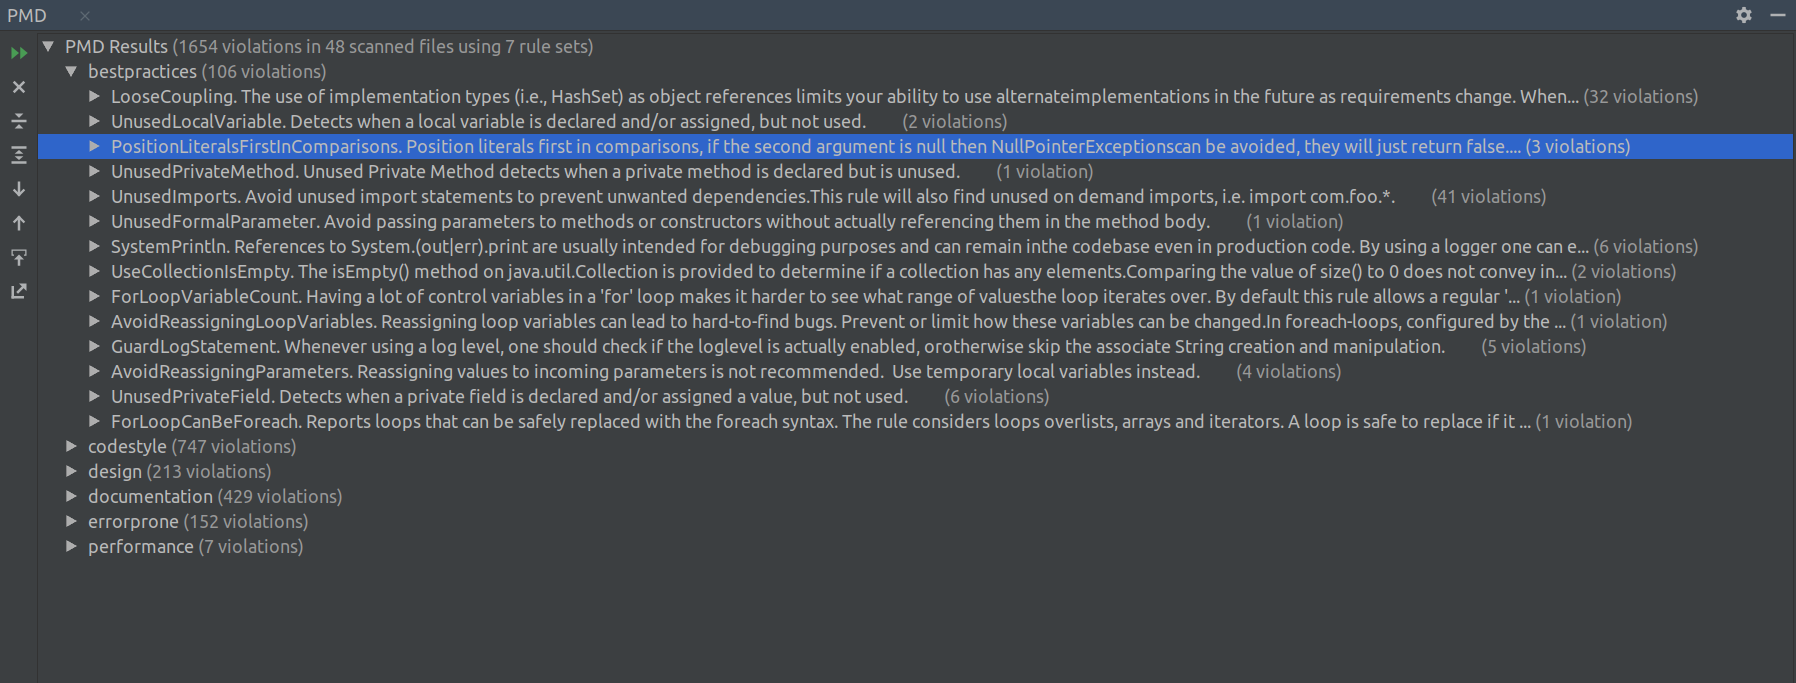 PMD
PMD Results (1654 violations in 48 scanned files using 7 rule sets)
bestpractices (106 violations)
LooseCoupling. The use of implementation types (i.e., HashSet) as object references limits your ability to use alternateimplementations in the future as requirements change. When... (32 violations)
UnusedLocalVariable. Detects when a local variable is declared and/or assigned, but not used. (2 violations)
PositionLiteralsFirstInComparisons. Position literals first in comparisons, if the second argument is null then NullPointerExceptionscan be avoided, they will just return false.... (3 violations)
UnusedPrivateMethod. Unused Private Method detects when a private method is declared but is unused. (1 violation)
UnusedImports. Avoid unused import statements to prevent unwanted dependencies.This rule will also find unused on demand imports, i.e. import com.foo.*. (41 violations)
UnusedFormalParameter. Avoid passing parameters to methods or constructors without actually referencing them in the method body. (1 violation)
SystemPrintln. References to System.(out|err).print are usually intended for debugging purposes and can remain inthe codebase even in production code. By using a logger one can e... (6 violations)
UseCollectionIsEmpty. The isEmpty() method on java.util.Collection is provided to determine if a collection has any elements.Comparing the value of size() to 0 does not convey in... (2 violations)
ForLoopVariableCount. Having a lot of control variables in a 'for' loop makes it harder to see what range of valuesthe loop iterates over. By default this rule allows a regular '... (1 violation)
AvoidReassigningLoopVariables. Reassigning loop variables can lead to hard-to-find bugs. Prevent or limit how these variables can be changed.In foreach-loops, configured by the ... (1 violation)
GuardLogStatement. Whenever using a log level, one should check if the loglevel is actually enabled, orotherwise skip the associate String creation and manipulation. (5 violations)
AvoidReassigningParameters. Reassigning values to incoming parameters is not recommended.  Use temporary local variables instead. (4 violations)
UnusedPrivateField. Detects when a private field is declared and/or assigned a value, but not used. (6 violations)
ForLoopCanBeForeach. Reports loops that can be safely replaced with the foreach syntax. The rule considers loops overlists, arrays and iterators. A loop is safe to replace if it ... (1 violation)
codestyle (747 violations)
design (213 violations)
documentation (429 violations)
errorprone (152 violations)
performance (7 violations)